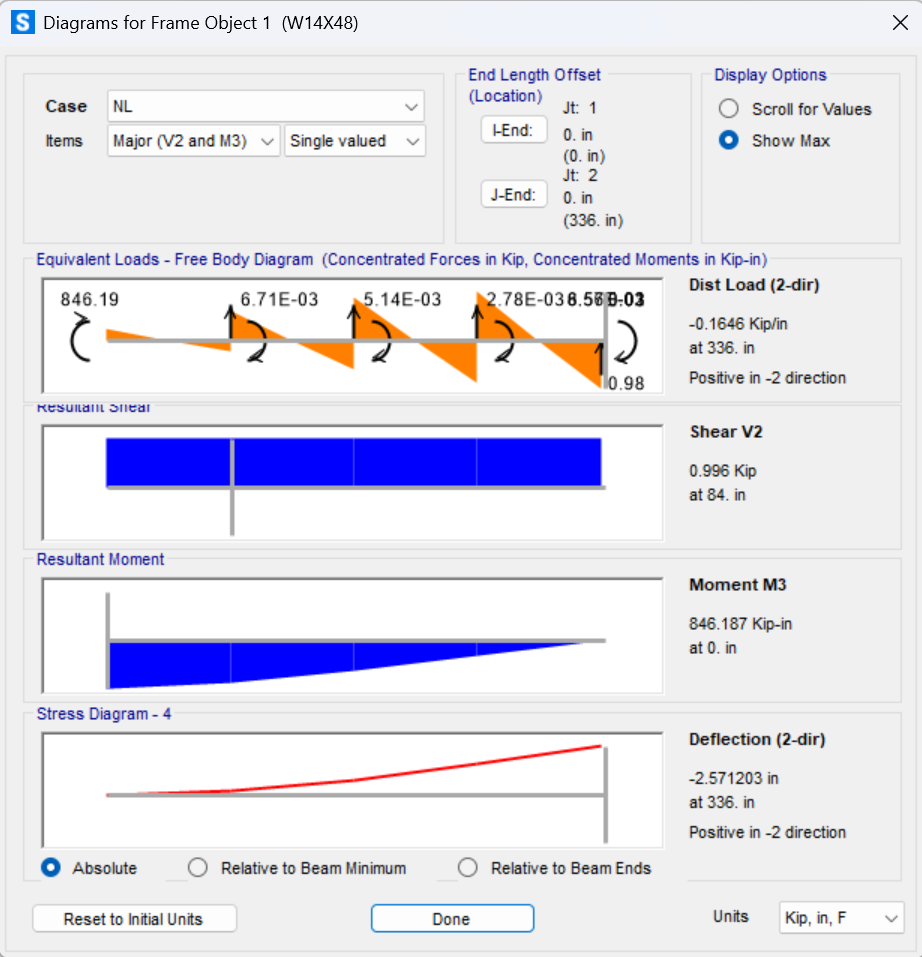 S Diagrams for Frame Object 1 (W14X48)
Case NL
Items Major (V2 and M3) Single valued
End Length Offset
(Location)
Jt: 1
I-End: 0. in
(0. in)
Jt: 2
J-End: 0. in
(336. in)
Display Options
Scroll for Values
Show Max
Equivalent Loads - Free Body Diagram (Concentrated Forces in Kip, Concentrated Moments in Kip-in)
846.19 6.71E-03 5.14E-03 2.78E-03
0.98
Dist Load (2-dir)
-0.1646 Kip/in
at 336. in
Positive in -2 direction
Resultant Shear
Shear V2
0.996 Kip
at 84. in
Resultant Moment
Moment M3
846.187 Kip-in
at 0. in
Stress Diagram - 4
Deflection (2-dir)
-2.571203 in
at 336. in
Positive in -2 direction
Absolute Relative to Beam Minimum Relative to Beam Ends
Reset to Initial Units Done Units Kip, in, F